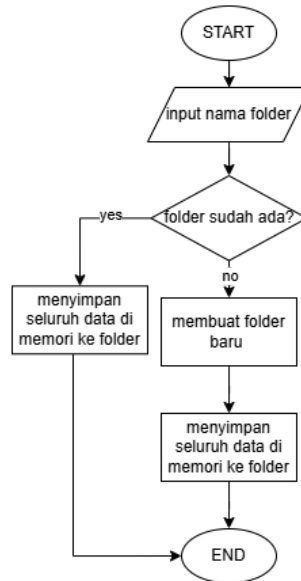 START
input nama folder
folder sudah ada?
yes
no
menyimpan
seluruh data di
memori ke folder
membuat folder
baru
menyimpan
seluruh data di
memori ke folder
END